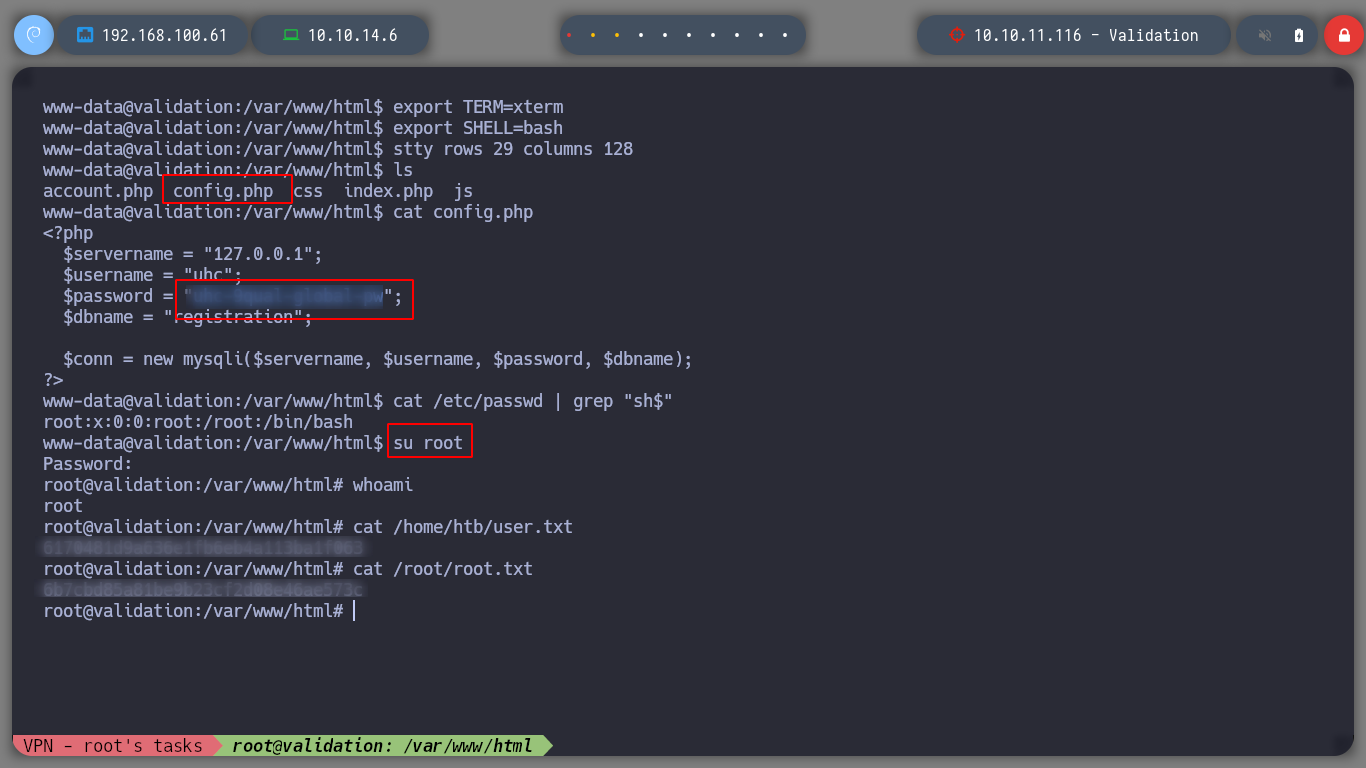 192.168.100.61
10.10.14.6
10.10.11.116 - Validation
www-data@validation:/var/www/html$ export TERM=xterm
www-data@validation:/var/www/html$ export SHELL=bash
www-data@validation:/var/www/html$ stty rows 29 columns 128
www-data@validation:/var/www/html$ ls
account.php  config.php  css  index.php  js
www-data@validation:/var/www/html$ cat config.php
<?php
  $servername = "127.0.0.1";
  $username = "uhc";
  $password = "";
  $dbname = "registration";
  $conn = new mysqli($servername, $username, $password, $dbname);
?>
www-data@validation:/var/www/html$ cat /etc/passwd | grep "sh$"
root:x:0:0:root:/root:/bin/bash
www-data@validation:/var/www/html$ su root
Password:
root@validation:/var/www/html# whoami
root
root@validation:/var/www/html# cat /home/htb/user.txt
root@validation:/var/www/html# cat /root/root.txt
root@validation:/var/www/html#
VPN - root's tasks
root@validation: /var/www/html